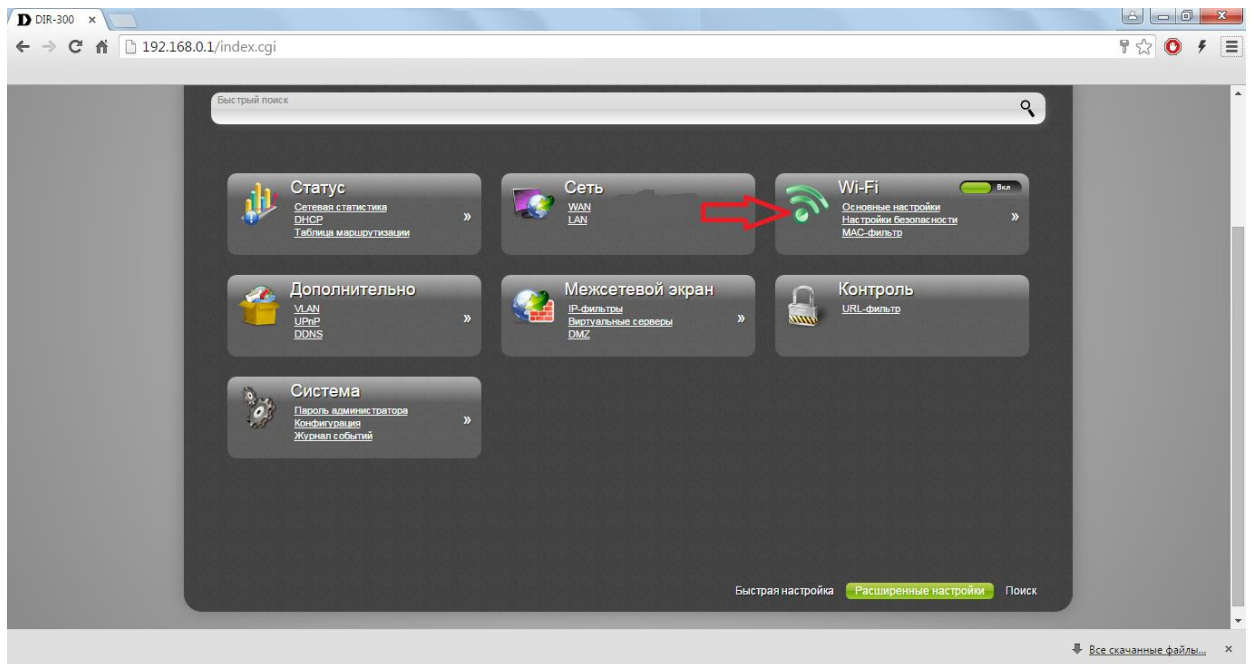 DIR-300
192.168.0.1/index.cgi
Быстрый поиск
Статус
Сетевая статистика
DHCP
Таблица маршрутизации
»
Сеть
WAN
LAN
Wi-Fi
Вкл
Основные настройки
Настройки безопасности
MAC-фильтр
»
Дополнительно
VLAN
UPnP
DDNS
»
Межсетевой экран
IP-фильтры
Виртуальные серверы
DMZ
»
Контроль
URL-фильтр
Система
Пароль администратора
Конфигурация
Журнал событий
»
Быстрая настройка Расширенные настройки Поиск
Все скачанные файлы...